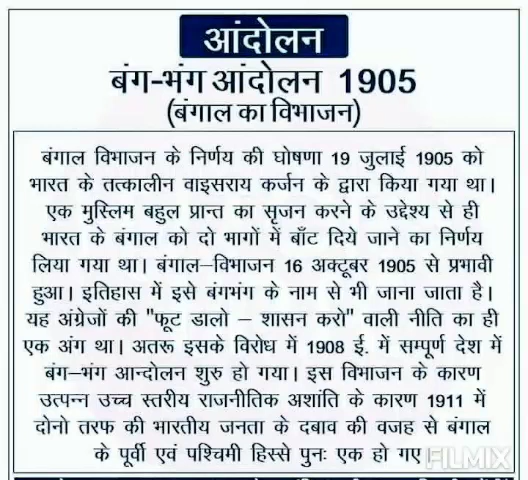 आंदोलन
बंग-भंग आंदोलन 1905
(बंगाल का विभाजन)
बंगाल विभाजन के निर्णय की घोषणा 19 जुलाई 1905 को
भारत के तत्कालीन वाइसराय कर्जन के द्वारा किया गया था।
एक मुस्लिम बहुल प्रान्त का सृजन करने के उद्देश्य से ही
भारत के बंगाल को दो भागों में बाँट दिये जाने का निर्णय
लिया गया था। बंगाल–विभाजन 16 अक्टूबर 1905 से प्रभावी
हुआ। इतिहास में इसे बंगभंग के नाम से भी जाना जाता है।
यह अंग्रेजों की "फूट डालो – शासन करो" वाली नीति का ही
एक अंग था। अतरू इसके विरोध में 1908 ई. में सम्पूर्ण देश में
बंग–भंग आन्दोलन शुरु हो गया। इस विभाजन के कारण
उत्पन्न उच्च स्तरीय राजनीतिक अशांति के कारण 1911 में
दोनो तरफ की भारतीय जनता के दबाव की वजह से बंगाल
के पूर्वी एवं पश्चिमी हिस्से पुनः एक हो गए
FILMIX